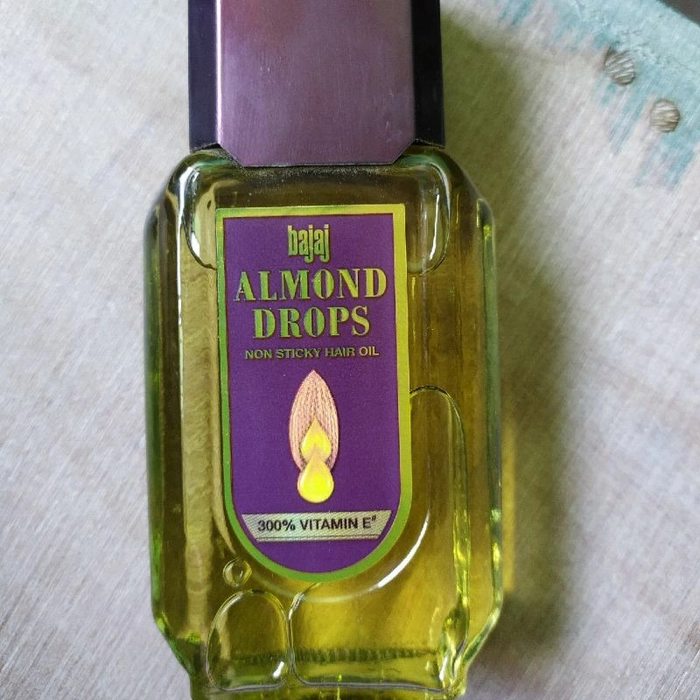 bajaj
ALMOND
DROPS
NON STICKY HAIR OIL
300% VITAMIN E#